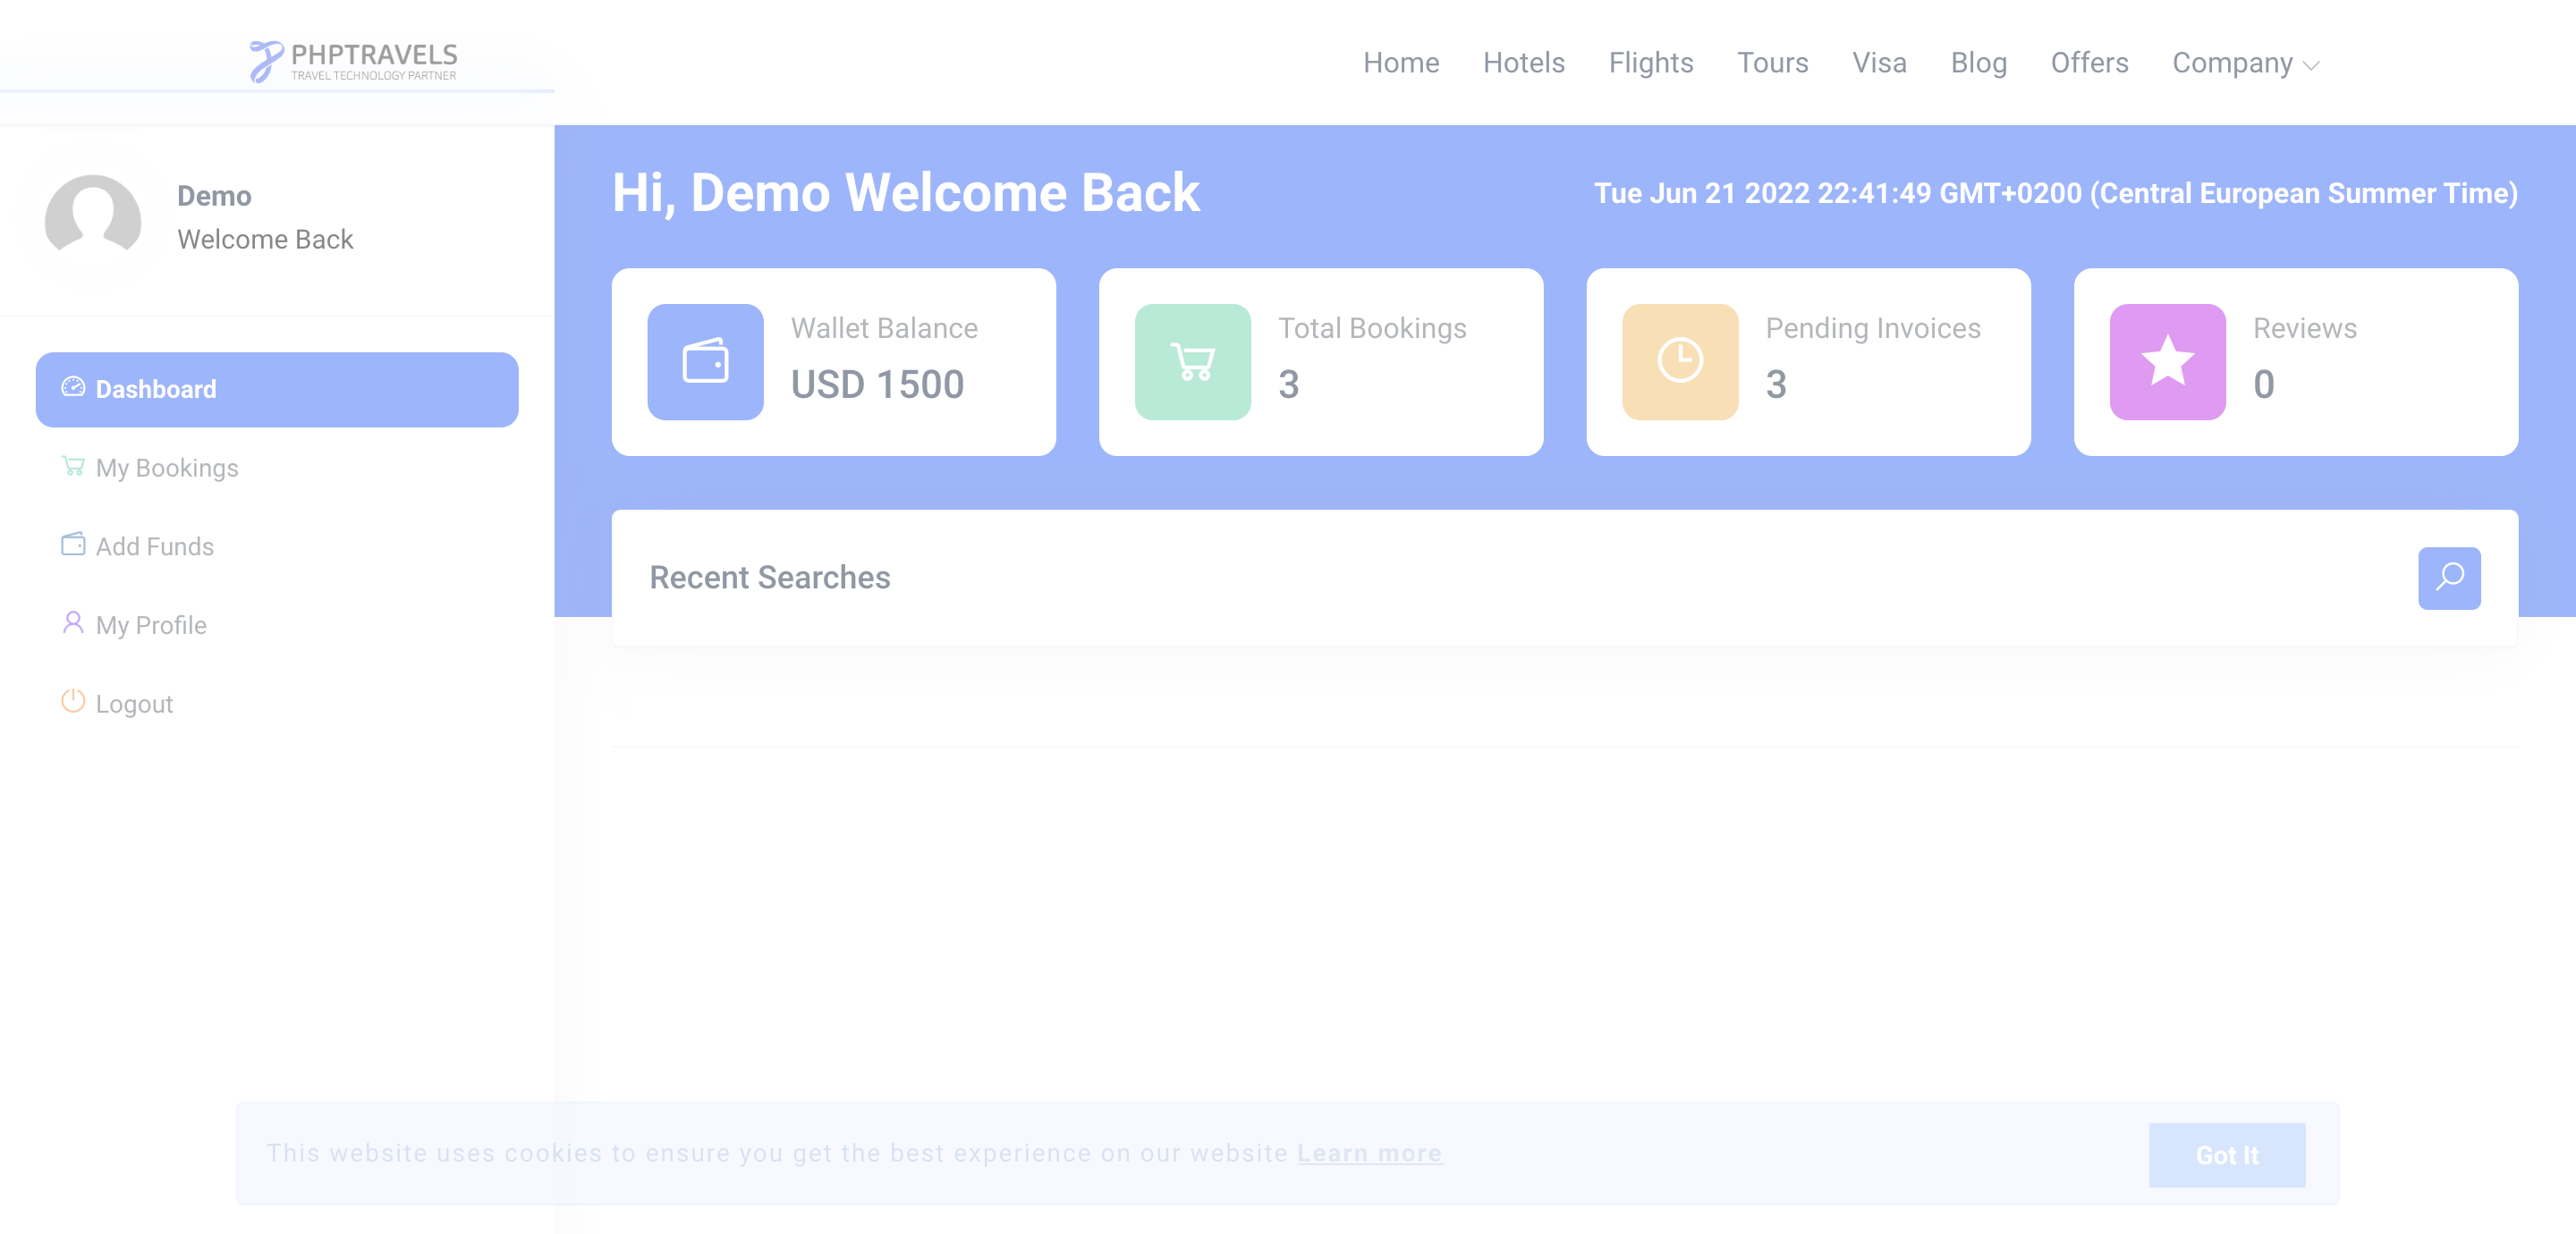 PHPTRAVELS
TRAVEL TECHNOLOGY PARTNER
Home Hotels Flights Tours Visa Blog Offers Company
Demo
Welcome Back
Dashboard
My Bookings
Add Funds
My Profile
Logout
Hi, Demo Welcome Back
Tue Jun 21 2022 22:41:49 GMT+0200 (Central European Summer Time)
Wallet Balance
USD 1500
Total Bookings
3
Pending Invoices
3
Reviews
0
Recent Searches
This website uses cookies to ensure you get the best experience on our website Learn more
Got It